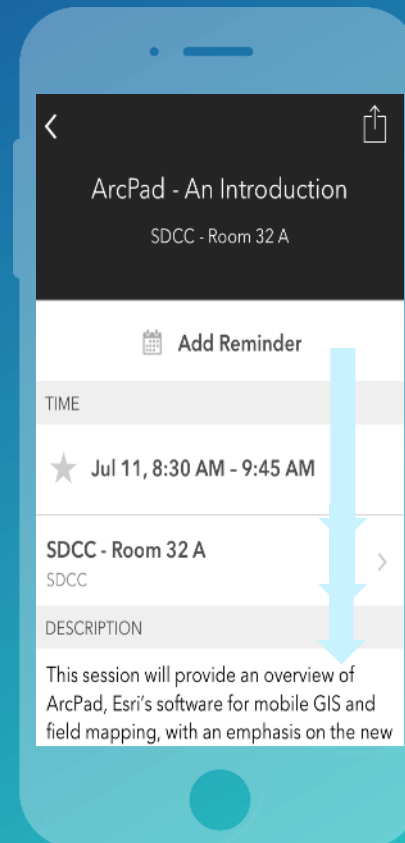 ArcPad - An Introduction
SDCC - Room 32 A
Add Reminder
TIME
Jul 11, 8:30 AM - 9:45 AM
SDCC - Room 32 A
SDCC
DESCRIPTION
This session will provide an overview of
ArcPad, Esri's software for mobile GIS and
field mapping, with an emphasis on the new